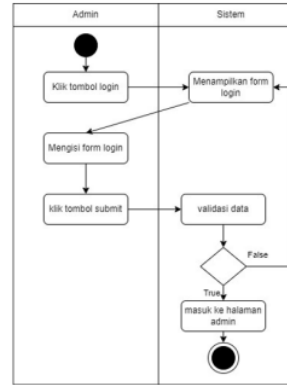 Admin
Sistem
Klik tombol login
Menampilkan form
login
Mengisi form login
klik tombol submit
validasi data
False
True
masuk ke halaman
admin